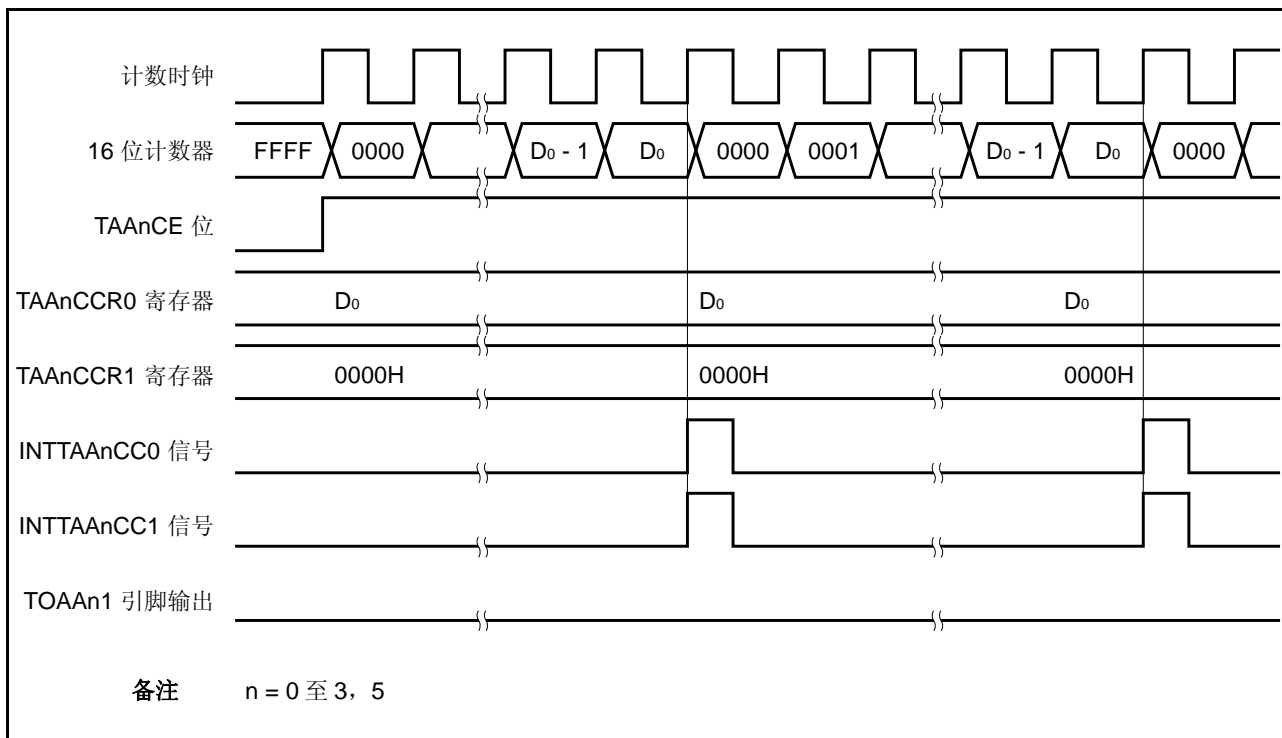 计数时钟
16 位计数器 FFFF 0000 D₀ - 1 D₀ 0000 0001 D₀ - 1 D₀ 0000
TAAnCE 位
TAAnCCR0 寄存器 D₀ D₀ D₀
TAAnCCR1 寄存器 0000H 0000H 0000H
INTTAAnCC0 信号
INTTAAnCC1 信号
TOAAn1 引脚输出
备注 n = 0 至 3，5